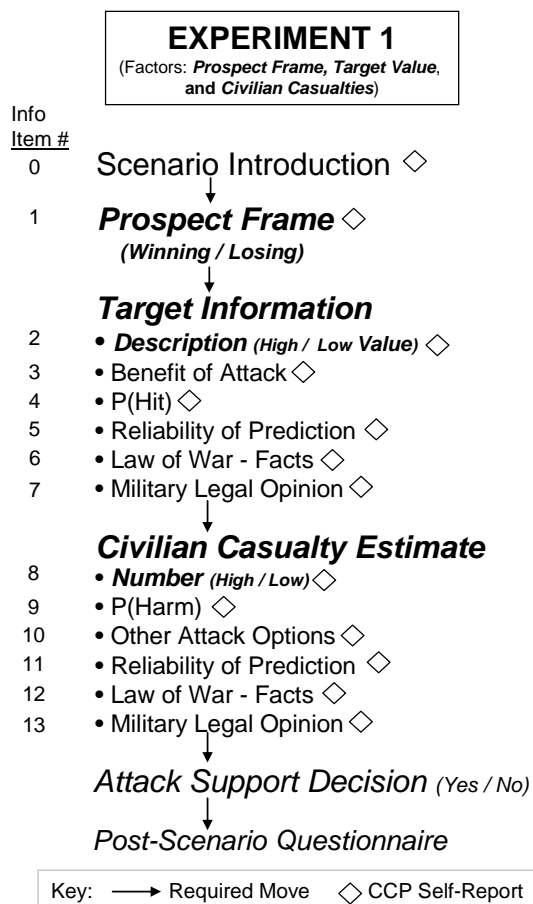 EXPERIMENT 1
(Factors: Prospect Frame, Target Value,
and Civilian Casualties)
Info
Item #
0 Scenario Introduction
1 Prospect Frame
(Winning / Losing)
Target Information
2 • Description (High / Low Value)
3 • Benefit of Attack
4 • P(Hit)
5 • Reliability of Prediction
6 • Law of War - Facts
7 • Military Legal Opinion
Civilian Casualty Estimate
8 • Number (High / Low)
9 • P(Harm)
10 • Other Attack Options
11 • Reliability of Prediction
12 • Law of War - Facts
13 • Military Legal Opinion
Attack Support Decision (Yes / No)
Post-Scenario Questionnaire
Key: Required Move CCP Self-Report